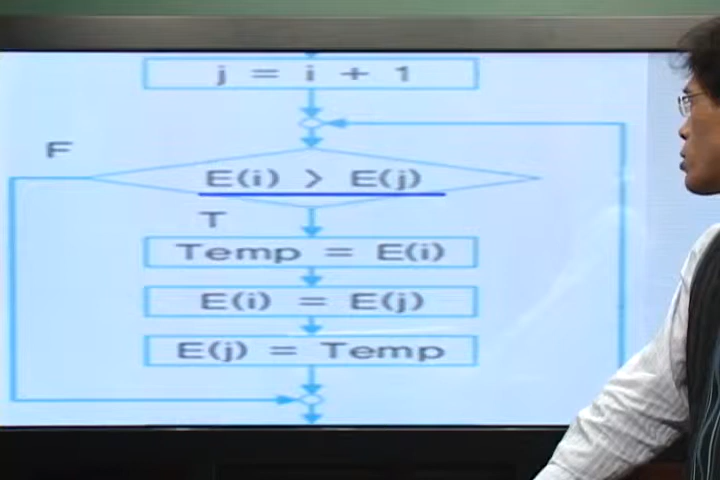 j = i + 1
F
E(i) > E(j)
T
Temp = E(i)
E(i) = E(j)
E(j) = Temp